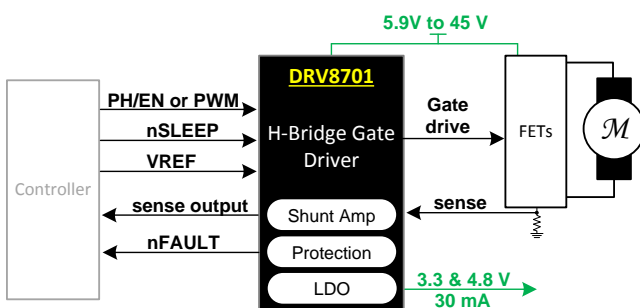 5.9V to 45 V
DRV8701
H-Bridge Gate
Driver
Controller
PH/EN or PWM
nSLEEP
VREF
sense output
nFAULT
Shunt Amp
Protection
LDO
Gate
drive
sense
FETs
M
3.3 & 4.8 V
30 mA